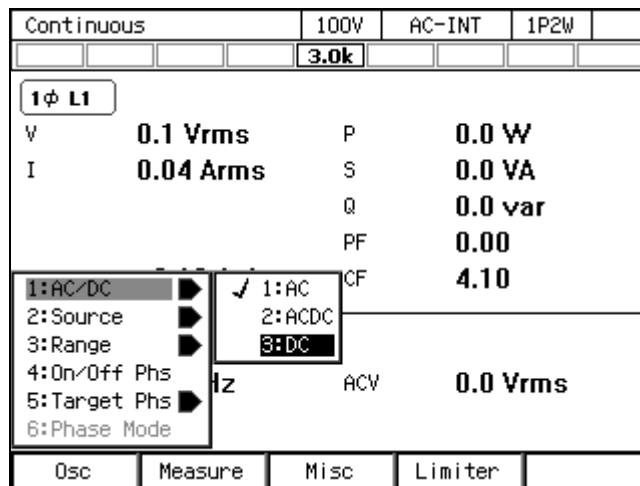 Continuous 100V AC-INT 1P2W
3.0k
1ϕ L1
V 0.1 Vrms P 0.0 W
I 0.04 Arms S 0.0 VA
Q 0.0 var
PF 0.00
CF 4.10
1:AC/DC
2:Source
3:Range
4:On/Off Phs
5:Target Phs
6:Phase Mode
✓ 1:AC
2:ACDC
3:DC
Hz ACV 0.0 Vrms
Osc Measure Misc Limiter